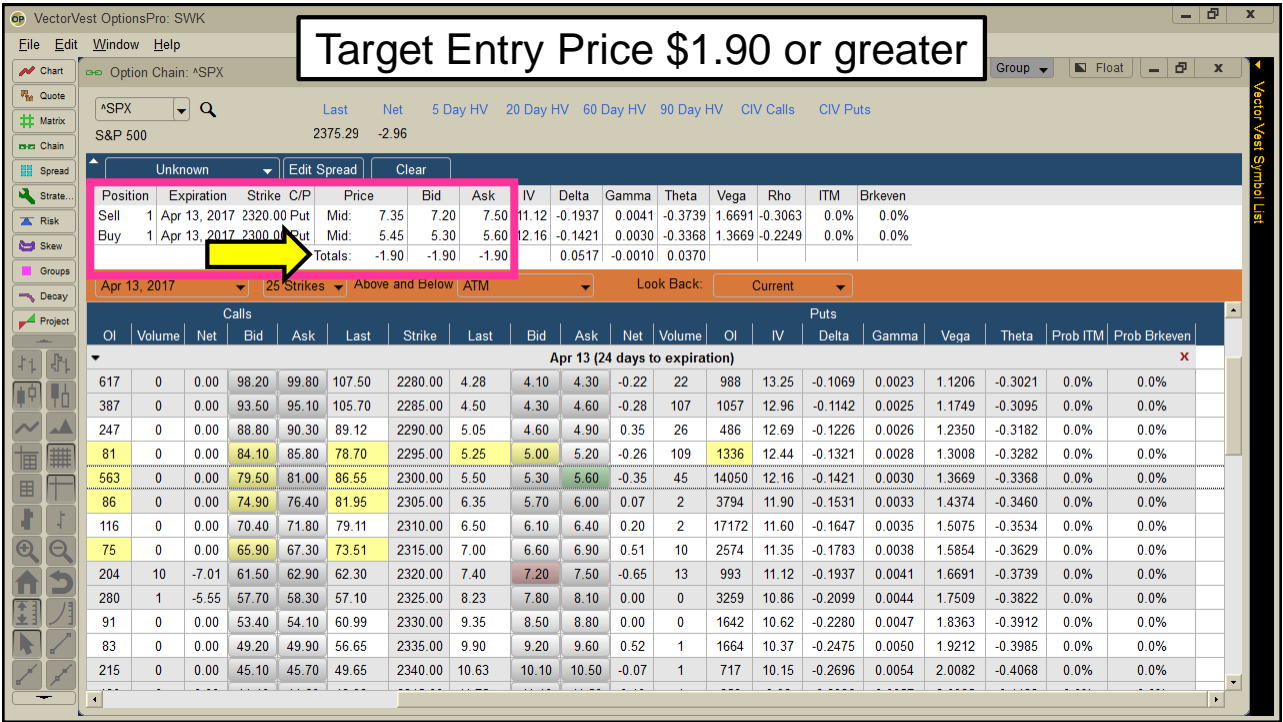 OP VectorVest OptionsPro: SWK
File Edit Window Help
Target Entry Price $1.90 or greater
Chart
Quote
Matrix
Chain
Spread
Strate...
Risk
Skew
Groups
Decay
Project
Option Chain: ^SPX Group Float X
^SPX Last Net 5 Day HV 20 Day HV 60 Day HV 90 Day HV CIV Calls CIV Puts
S&P 500 2375.29 -2.96
Unknown Edit Spread Clear
Position Expiration Strike C/P Price Bid Ask IV Delta Gamma Theta Vega Rho ITM Brkeven
Sell 1 Apr 13, 2017 2320.00 Put Mid: 7.35 7.20 7.50 11.12 -0.1937 0.0041 -0.3739 1.6691 -0.3063 0.0% 0.0%
Buy 1 Apr 13, 2017 2300.00 Put Mid: 5.45 5.30 5.60 12.16 -0.1421 0.0030 -0.3368 1.3669 -0.2249 0.0% 0.0%
Totals: -1.90 -1.90 -1.90 0.0517 -0.0010 0.0370
Apr 13, 2017 25 Strikes Above and Below ATM Look Back: Current
Calls Puts
OI Volume Net Bid Ask Last Strike Last Bid Ask Net Volume OI IV Delta Gamma Vega Theta Prob ITM Prob Brkeven
Apr 13 (24 days to expiration) X
617 0 0.00 98.20 99.80 107.50 2280.00 4.28 4.10 4.30 -0.22 22 988 13.25 -0.1069 0.0023 1.1206 -0.3021 0.0% 0.0%
387 0 0.00 93.50 95.10 105.70 2285.00 4.50 4.30 4.60 -0.28 107 1057 12.96 -0.1142 0.0025 1.1749 -0.3095 0.0% 0.0%
247 0 0.00 88.80 90.30 89.12 2290.00 5.05 4.60 4.90 0.35 26 486 12.69 -0.1226 0.0026 1.2350 -0.3182 0.0% 0.0%
81 0 0.00 84.10 85.80 78.70 2295.00 5.25 5.00 5.20 -0.26 109 1336 12.44 -0.1321 0.0028 1.3008 -0.3282 0.0% 0.0%
563 0 0.00 79.50 81.00 86.55 2300.00 5.50 5.30 5.60 -0.35 45 14050 12.16 -0.1421 0.0030 1.3669 -0.3368 0.0% 0.0%
86 0 0.00 74.90 76.40 81.95 2305.00 6.35 5.70 6.00 0.07 2 3794 11.90 -0.1531 0.0033 1.4374 -0.3460 0.0% 0.0%
116 0 0.00 70.40 71.80 79.11 2310.00 6.50 6.10 6.40 0.20 2 17172 11.60 -0.1647 0.0035 1.5075 -0.3534 0.0% 0.0%
75 0 0.00 65.90 67.30 73.51 2315.00 7.00 6.60 6.90 0.51 10 2574 11.35 -0.1783 0.0038 1.5854 -0.3629 0.0% 0.0%
204 10 -7.01 61.50 62.90 62.30 2320.00 7.40 7.20 7.50 -0.65 13 993 11.12 -0.1937 0.0041 1.6691 -0.3739 0.0% 0.0%
280 1 -5.55 57.70 58.30 57.10 2325.00 8.23 7.80 8.10 0.00 0 3259 10.86 -0.2099 0.0044 1.7509 -0.3822 0.0% 0.0%
91 0 0.00 53.40 54.10 60.99 2330.00 9.35 8.50 8.80 0.00 0 1642 10.62 -0.2280 0.0047 1.8363 -0.3912 0.0% 0.0%
83 0 0.00 49.20 49.90 56.65 2335.00 9.90 9.20 9.60 0.52 1 1664 10.37 -0.2475 0.0050 1.9212 -0.3985 0.0% 0.0%
215 0 0.00 45.10 45.70 49.65 2340.00 10.63 10.10 10.50 -0.07 1 717 10.15 -0.2696 0.0054 2.0082 -0.4068 0.0% 0.0%
Vector Vest Symbol List